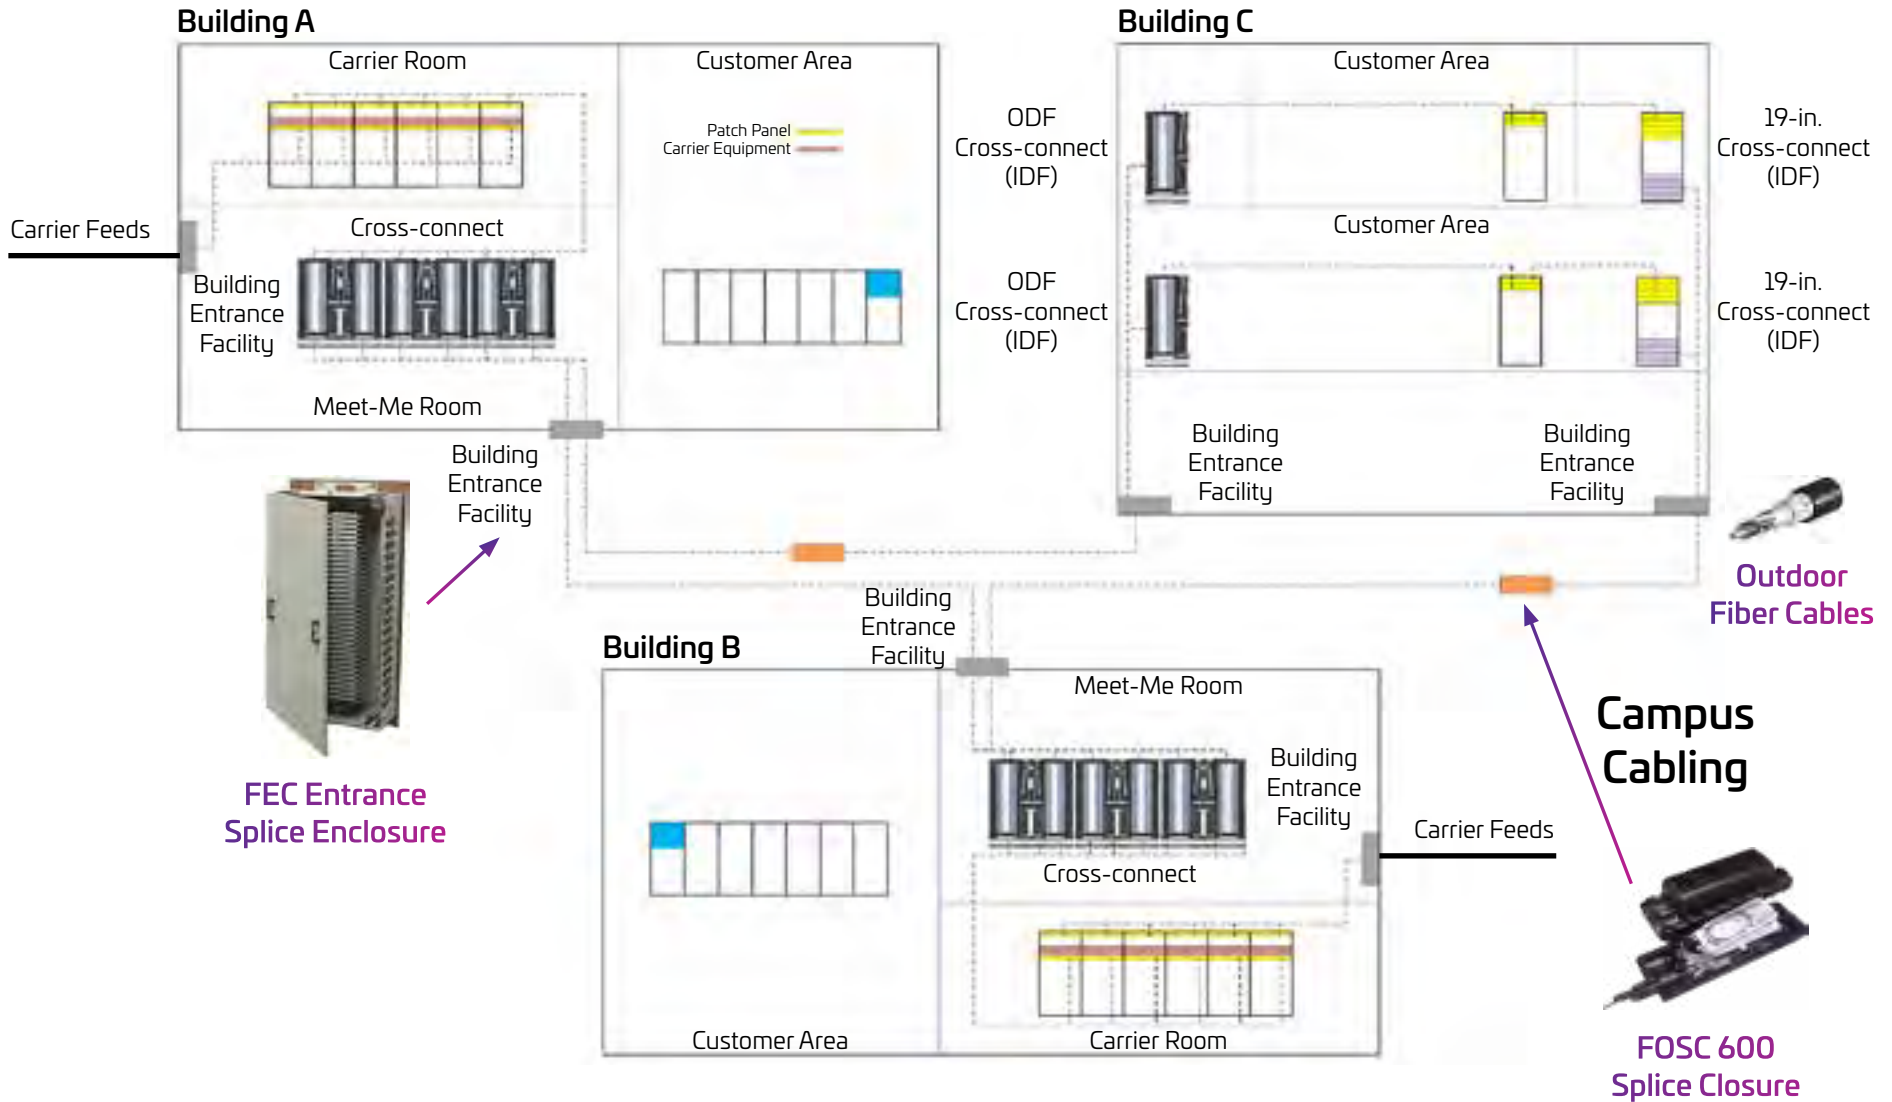 Building A
Carrier Room
Customer Area
Patch Panel
Carrier Equipment
Carrier Feeds
Cross-connect
Building
Entrance
Facility
Meet-Me Room
Building
Entrance
Facility
Building C
Customer Area
ODF
Cross-connect
(IDF)
19-in.
Cross-connect
(IDF)
Customer Area
ODF
Cross-connect
(IDF)
19-in.
Cross-connect
(IDF)
Building
Entrance
Facility
Building
Entrance
Facility
Outdoor
Fiber Cables
FEC Entrance
Splice Enclosure
Building B
Building
Entrance
Facility
Meet-Me Room
Building
Entrance
Facility
Carrier Feeds
Cross-connect
Customer Area
Carrier Room
Campus
Cabling
FOSC 600
Splice Closure